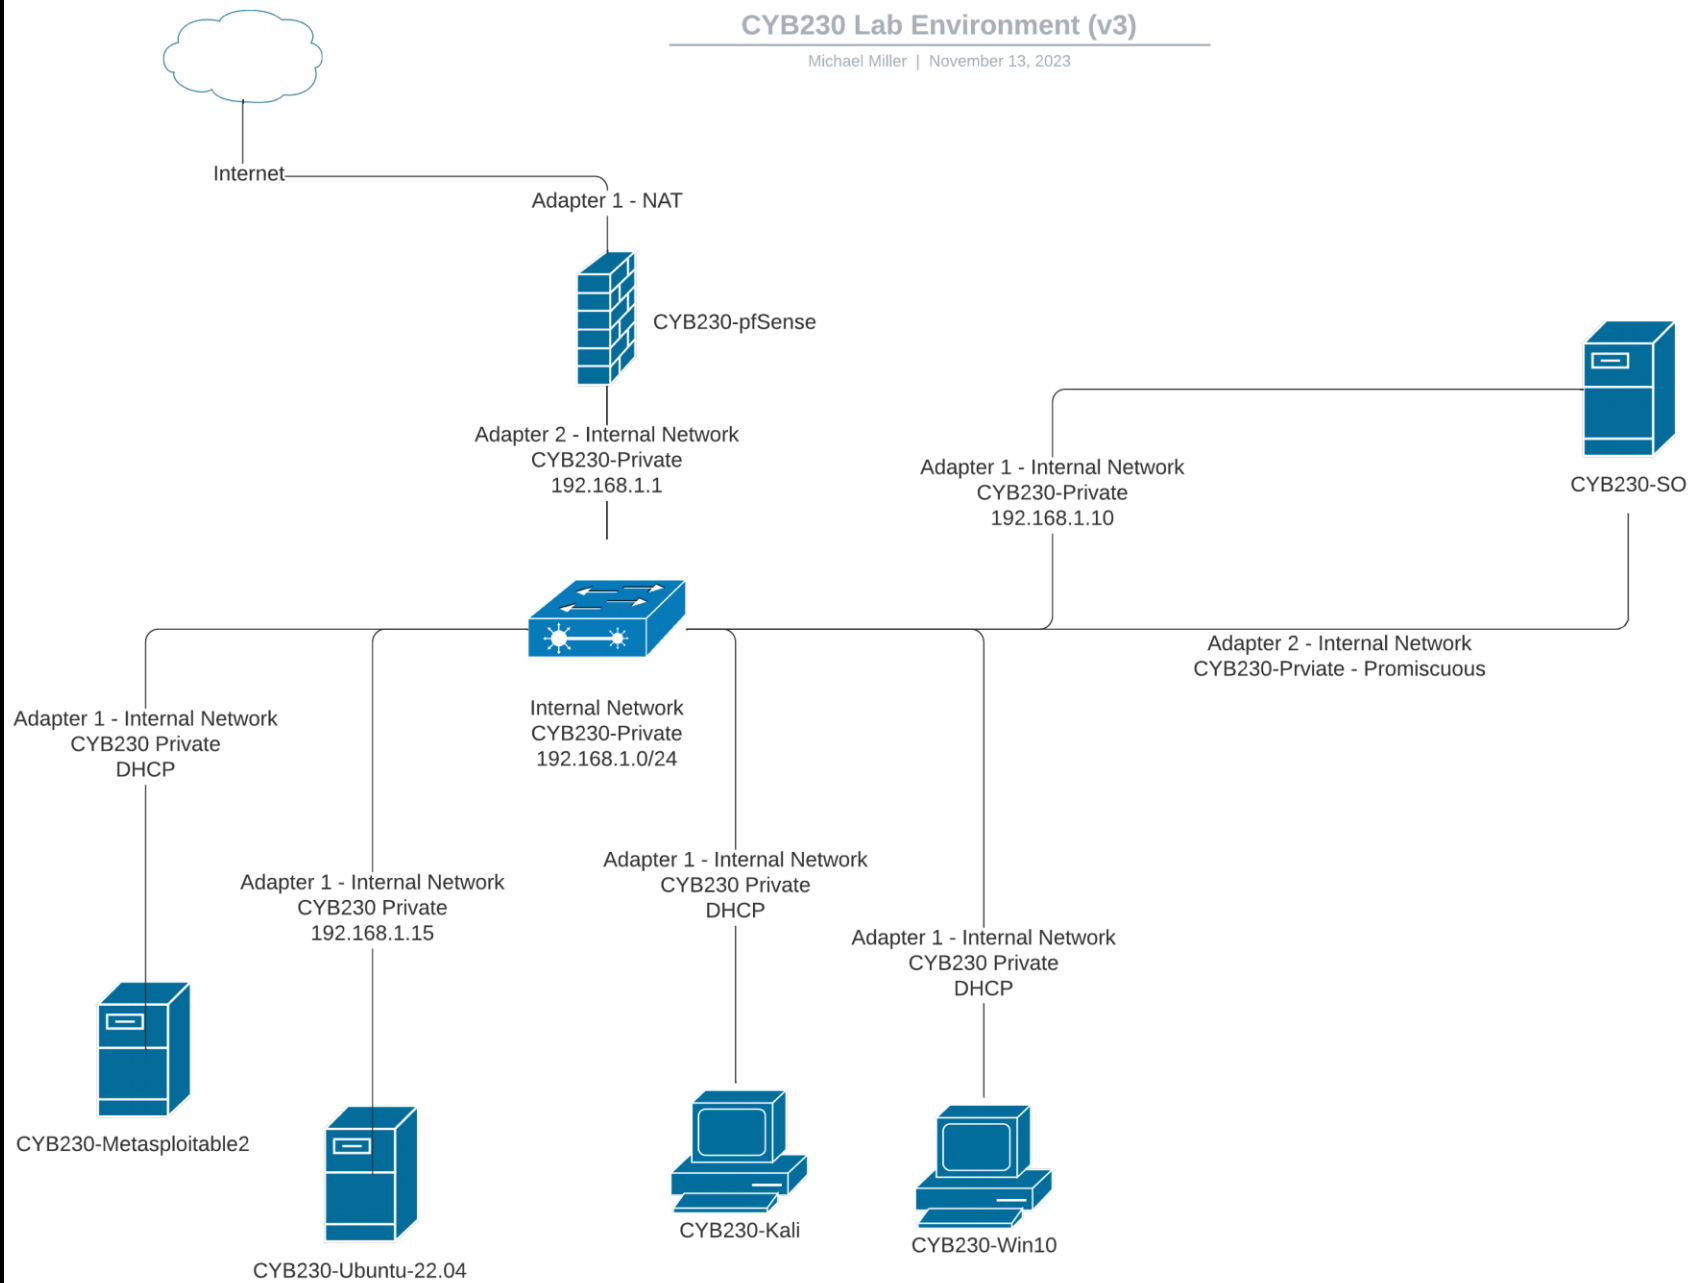 CYB230 Lab Environment (v3)
Michael Miller | November 13, 2023
Internet
Adapter 1 - NAT
CYB230-pfSense
Adapter 2 - Internal Network
CYB230-Private
192.168.1.1
Adapter 1 - Internal Network
CYB230-Private
192.168.1.10
CYB230-SO
Adapter 2 - Internal Network
CYB230-Prviate - Promiscuous
Internal Network
CYB230-Private
192.168.1.0/24
Adapter 1 - Internal Network
CYB230 Private
DHCP
Adapter 1 - Internal Network
CYB230 Private
192.168.1.15
Adapter 1 - Internal Network
CYB230 Private
DHCP
Adapter 1 - Internal Network
CYB230 Private
DHCP
CYB230-Metasploitable2
CYB230-Ubuntu-22.04
CYB230-Kali
CYB230-Win10